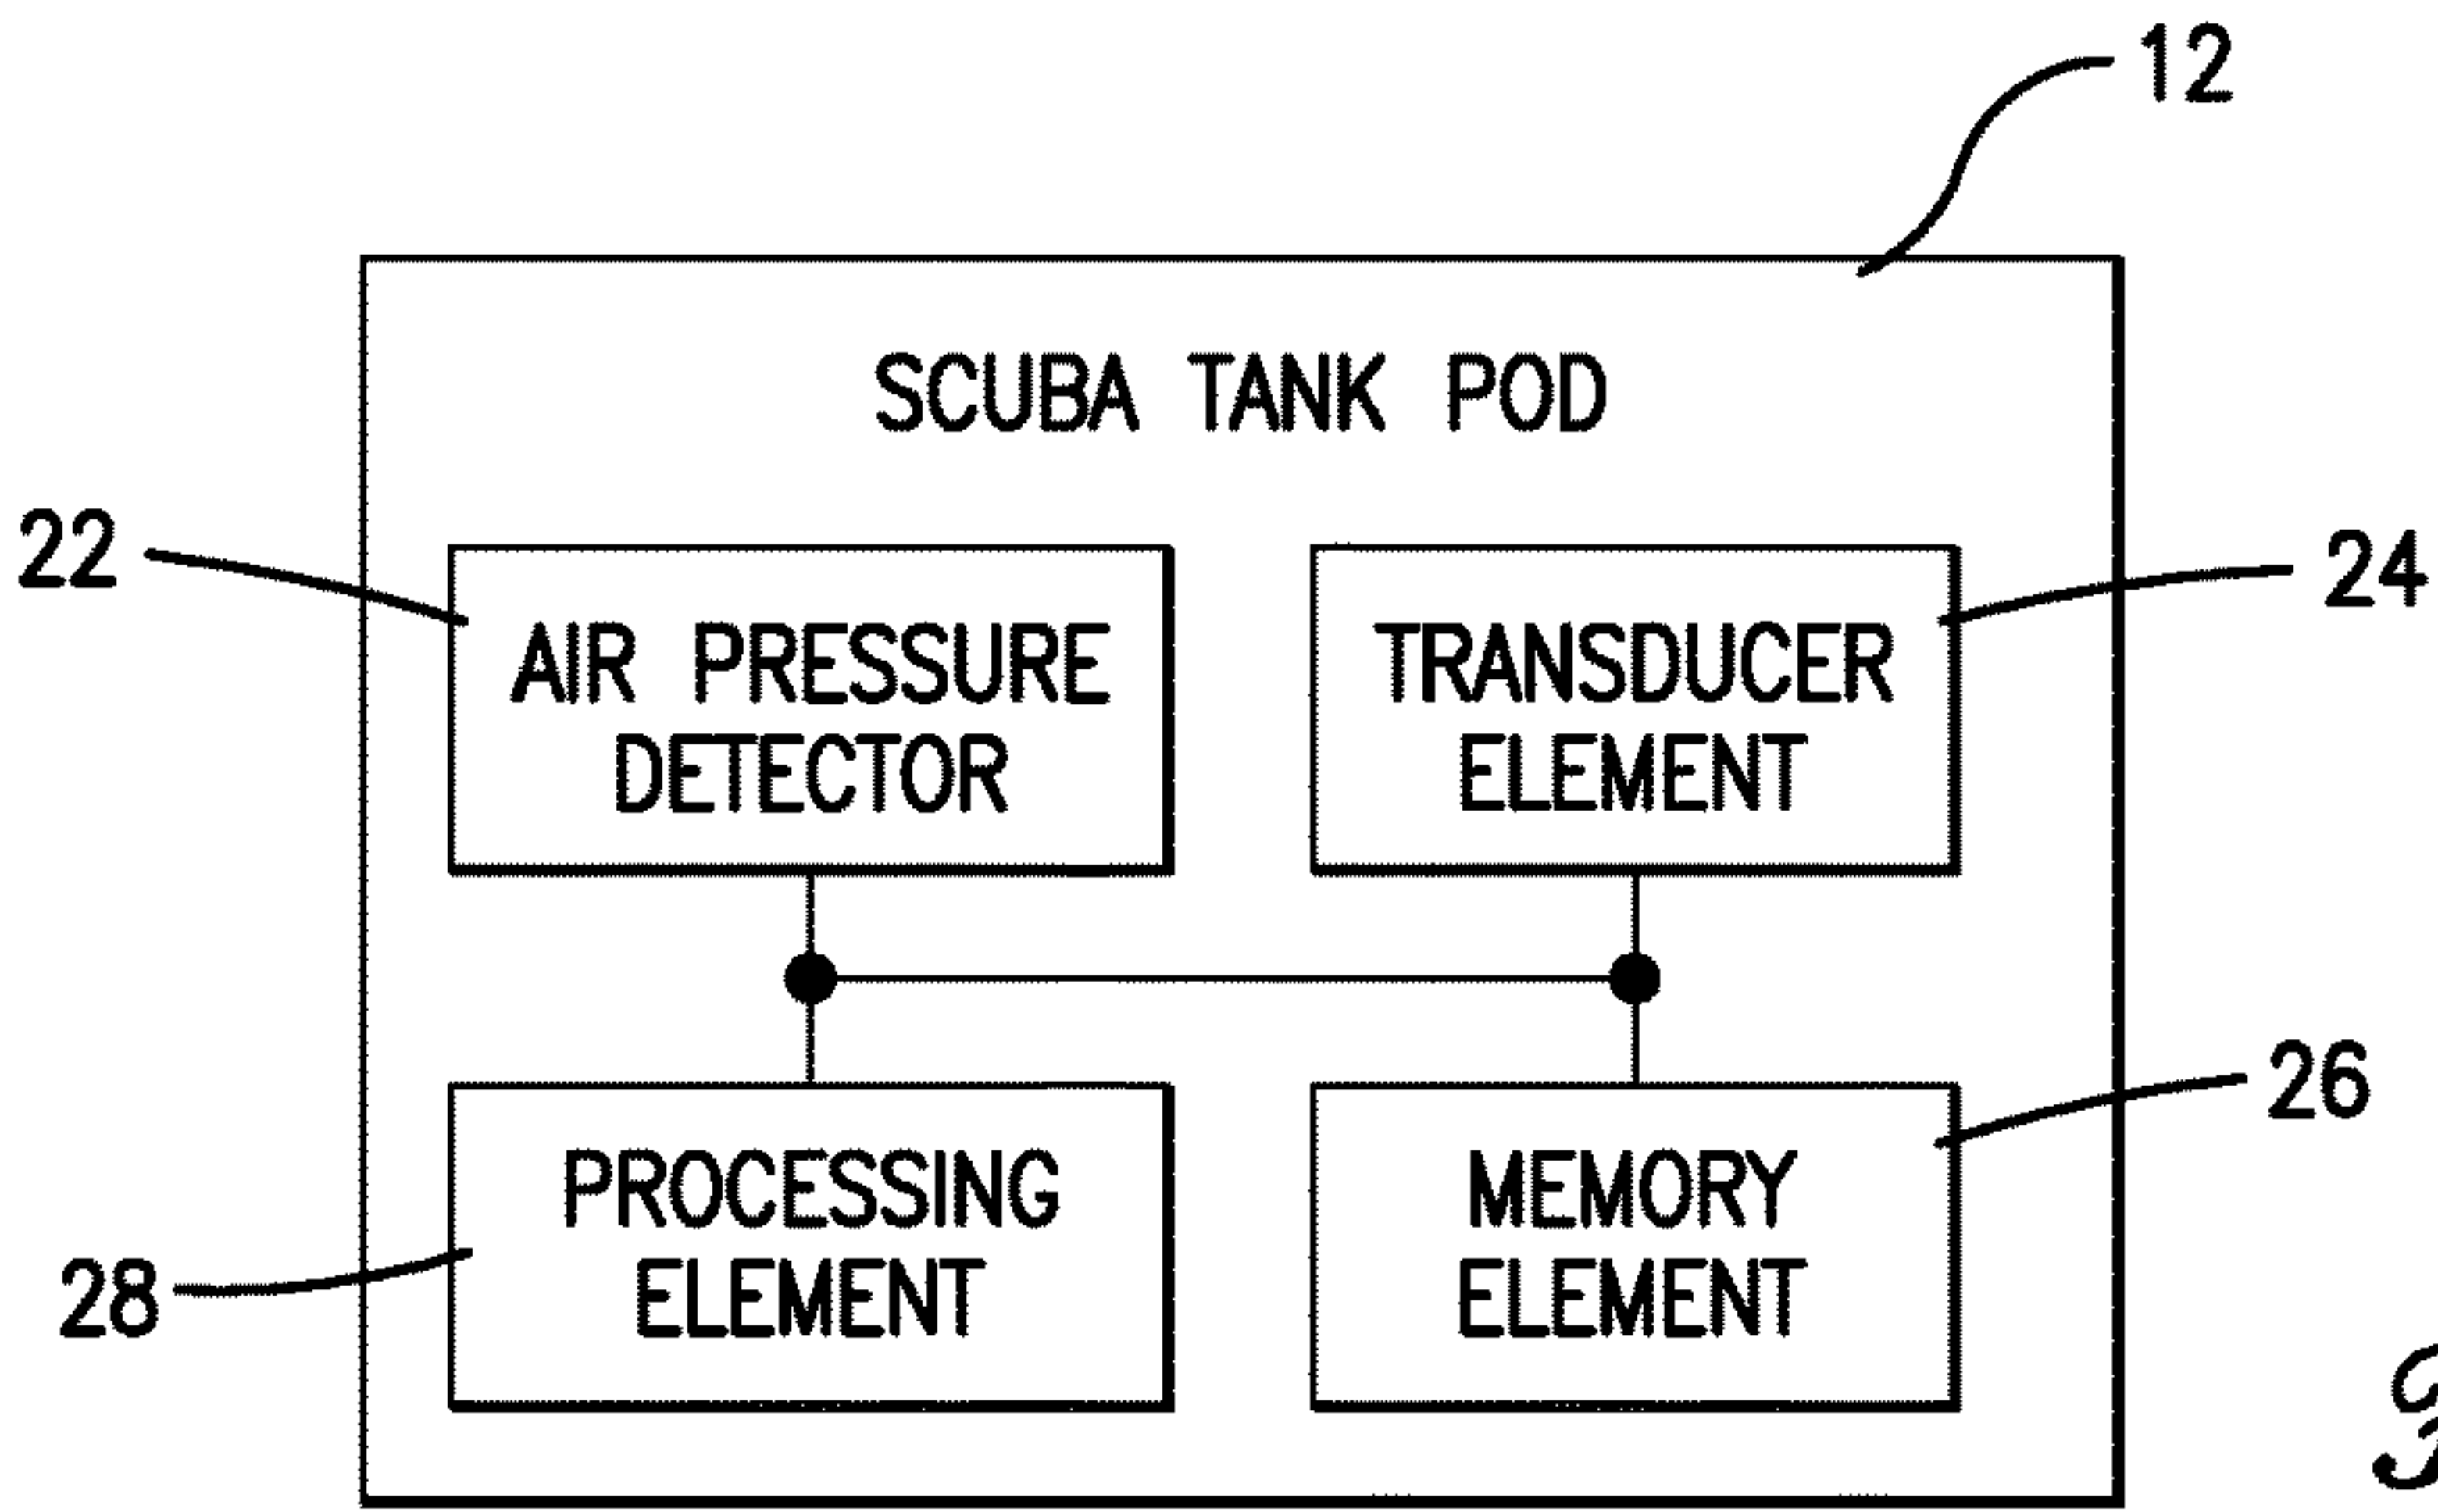 12
SCUBA TANK POD
22
AIR PRESSURE
DETECTOR
TRANSDUCER
ELEMENT
24
28
PROCESSING
ELEMENT
MEMORY
ELEMENT
26